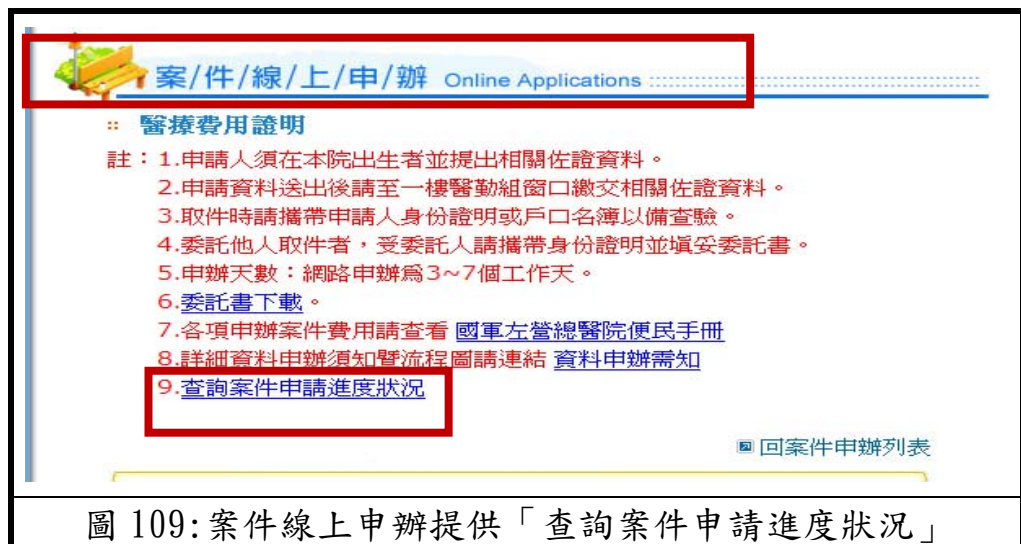 案/件/線/上/申/辦 Online Applications
醫療費用證明
註：1.申請人須在本院出生者並提出相關佐證資料。
2.申請資料送出後請至一樓醫勤組窗口繳交相關佐證資料。
3.取件時請攜帶申請人身份證明或戶口名簿以備查驗。
4.委託他人取件者，受委託人請攜帶身份證明並填妥委託書。
5.申辦天數：網路申辦為3~7個工作天。
6.委託書下載。
7.各項申辦案件費用請查看 國軍左營總醫院便民手冊
8.詳細資料申辦須知暨流程圖請連結 資料申辦需知
9.查詢案件申請進度狀況
回案件申辦列表
圖 109:案件線上申辦提供「查詢案件申請進度狀況」